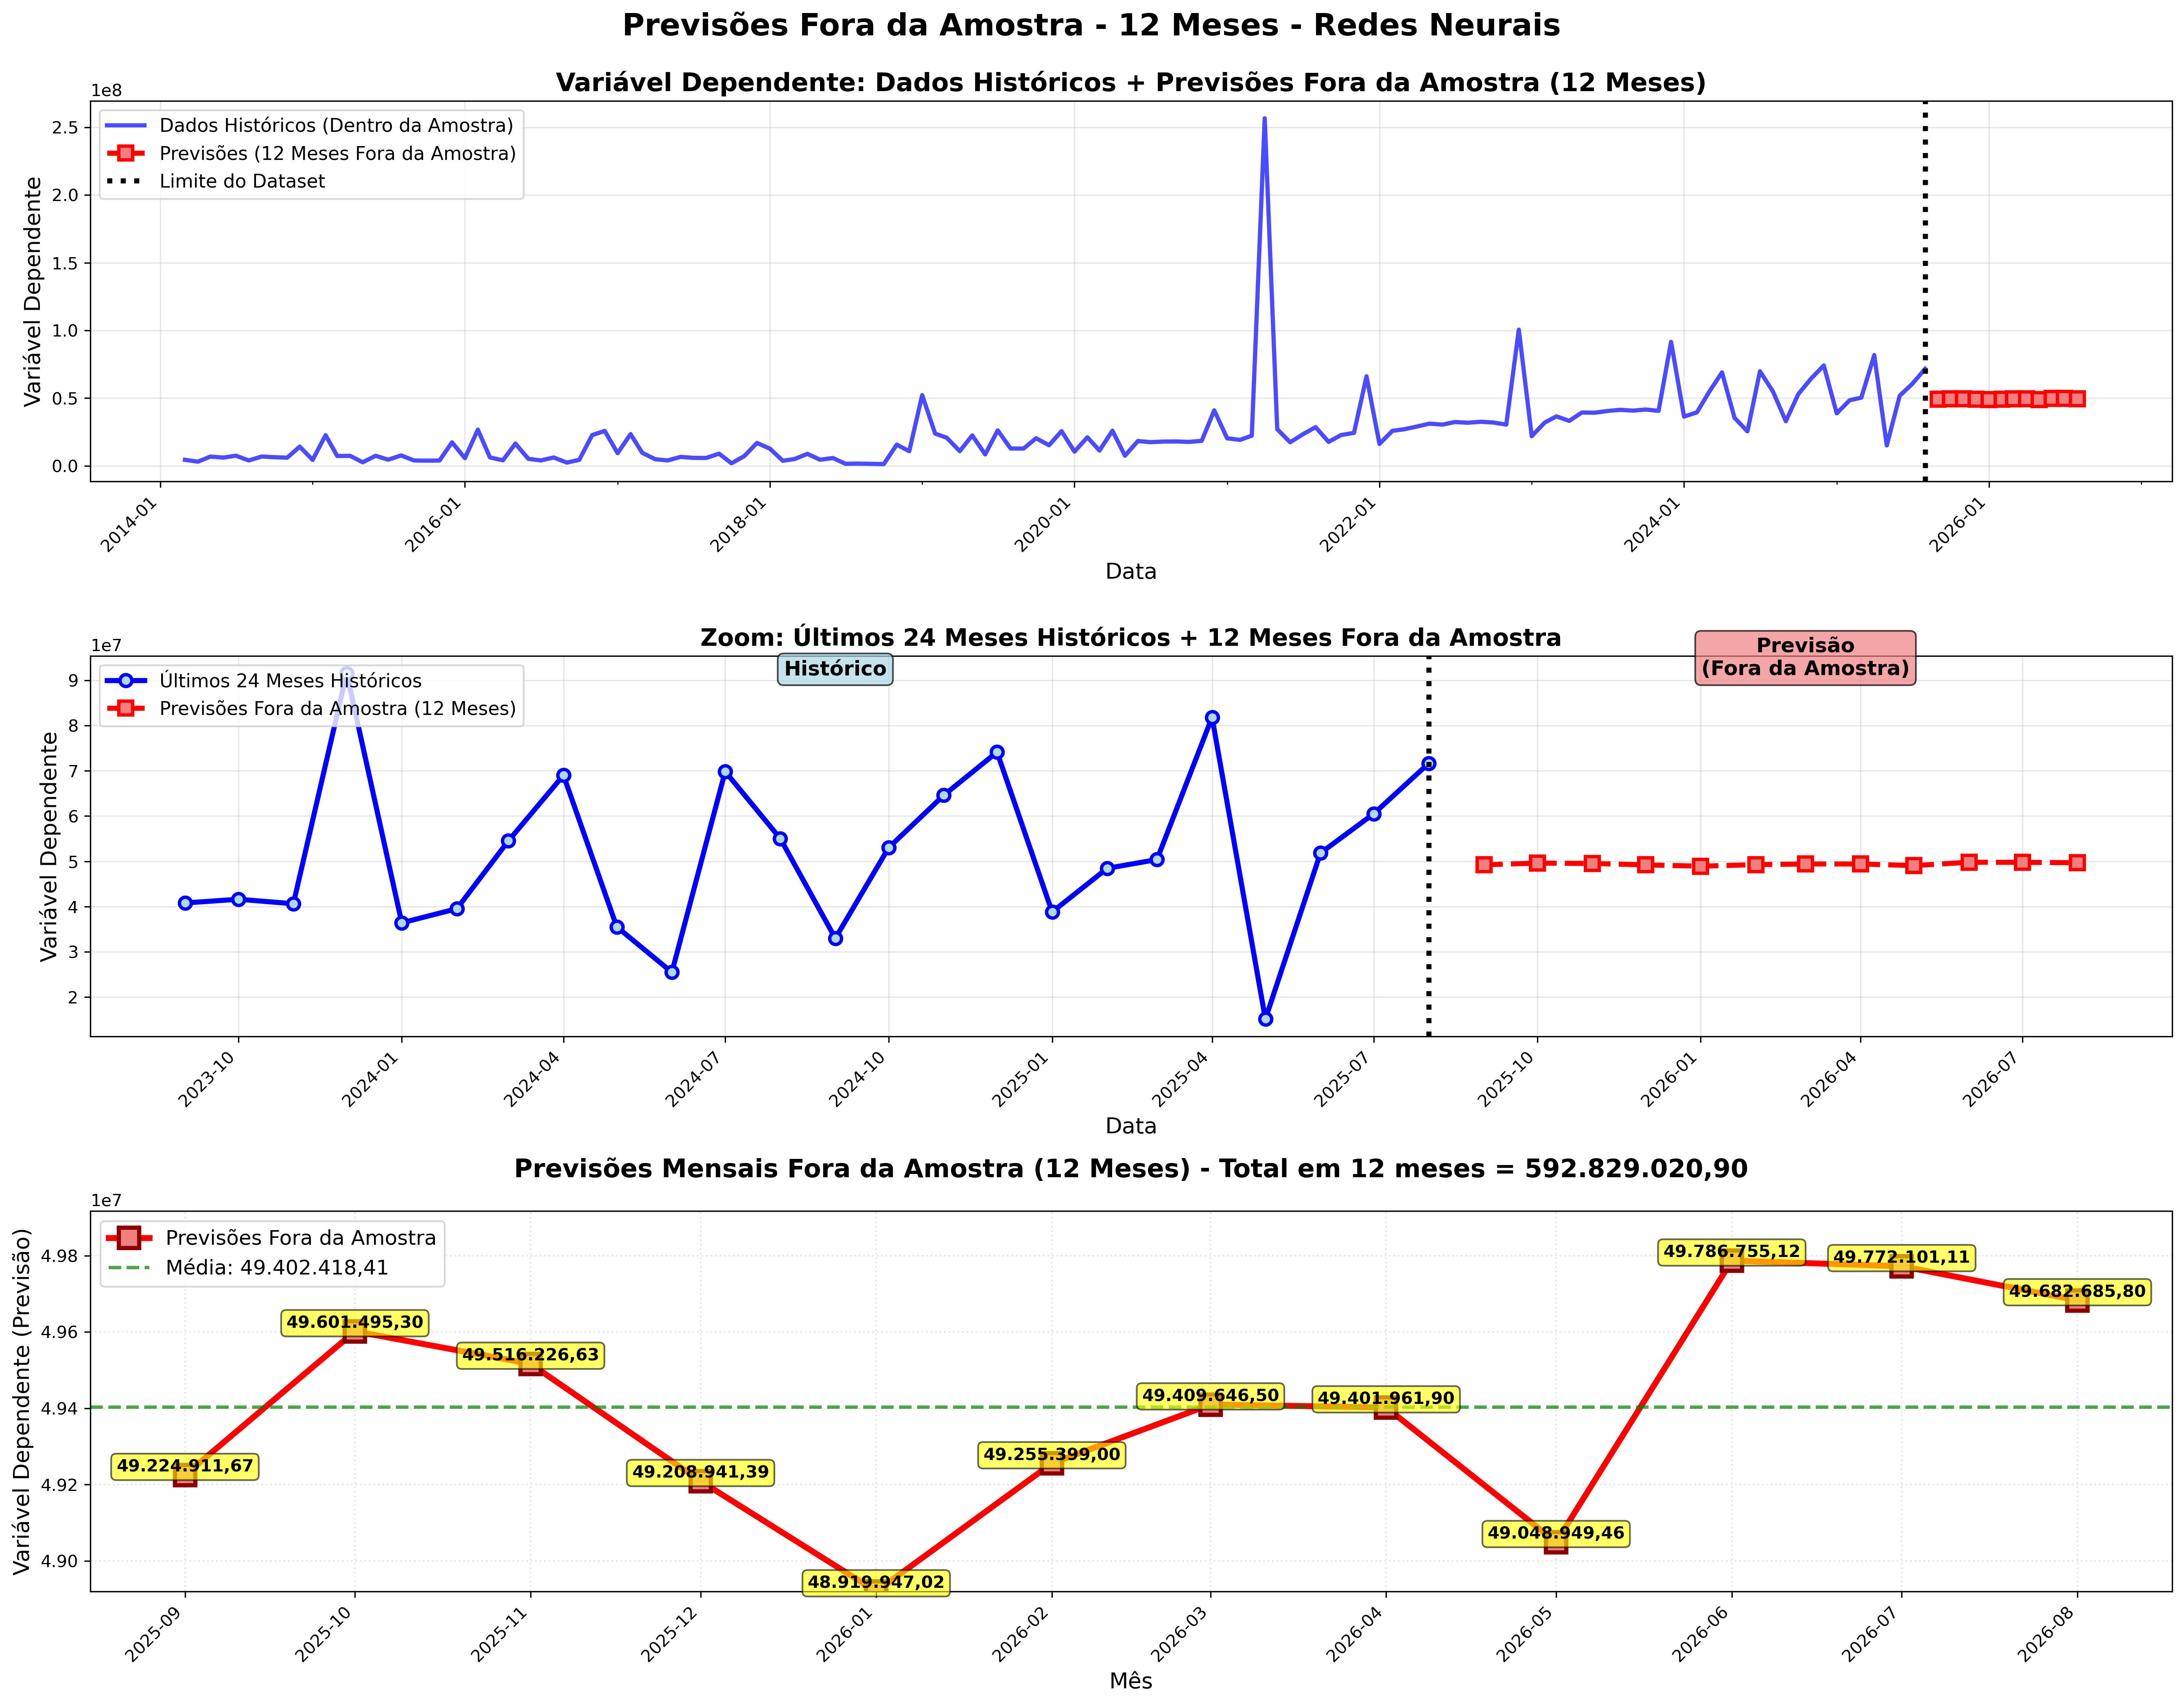 Previsões Fora da Amostra - 12 Meses - Redes Neurais
Variável Dependente: Dados Históricos + Previsões Fora da Amostra (12 Meses)
1e8
Dados Históricos (Dentro da Amostra)
Previsões (12 Meses Fora da Amostra)
Limite do Dataset
Variável Dependente
2.5
2.0
1.5
1.0
0.5
0.0
2014-01
2016-01
2018-01
2020-01
2022-01
2024-01
2026-01
Data
Zoom: Últimos 24 Meses Históricos + 12 Meses Fora da Amostra
1e7
Últimos 24 Meses Históricos
Previsões Fora da Amostra (12 Meses)
Histórico
Previsão
(Fora da Amostra)
Variável Dependente
9
8
7
6
5
4
3
2
2023-10
2024-01
2024-04
2024-07
2024-10
2025-01
2025-04
2025-07
2025-10
2026-01
2026-04
2026-07
Data
Previsões Mensais Fora da Amostra (12 Meses) - Total em 12 meses = 592.829.020,90
1e7
Previsões Fora da Amostra
Média: 49.402.418,41
Variável Dependente (Previsão)
4.98
4.96
4.94
4.92
4.90
49.224.911,67
49.601.495,30
49.516.226,63
49.208.941,39
48.919.947,02
49.255.399,00
49.409.646,50
49.401.961,90
49.048.949,46
49.786.755,12
49.772.101,11
49.682.685,80
2025-09
2025-10
2025-11
2025-12
2026-01
2026-02
2026-03
2026-04
2026-05
2026-06
2026-07
2026-08
Mês